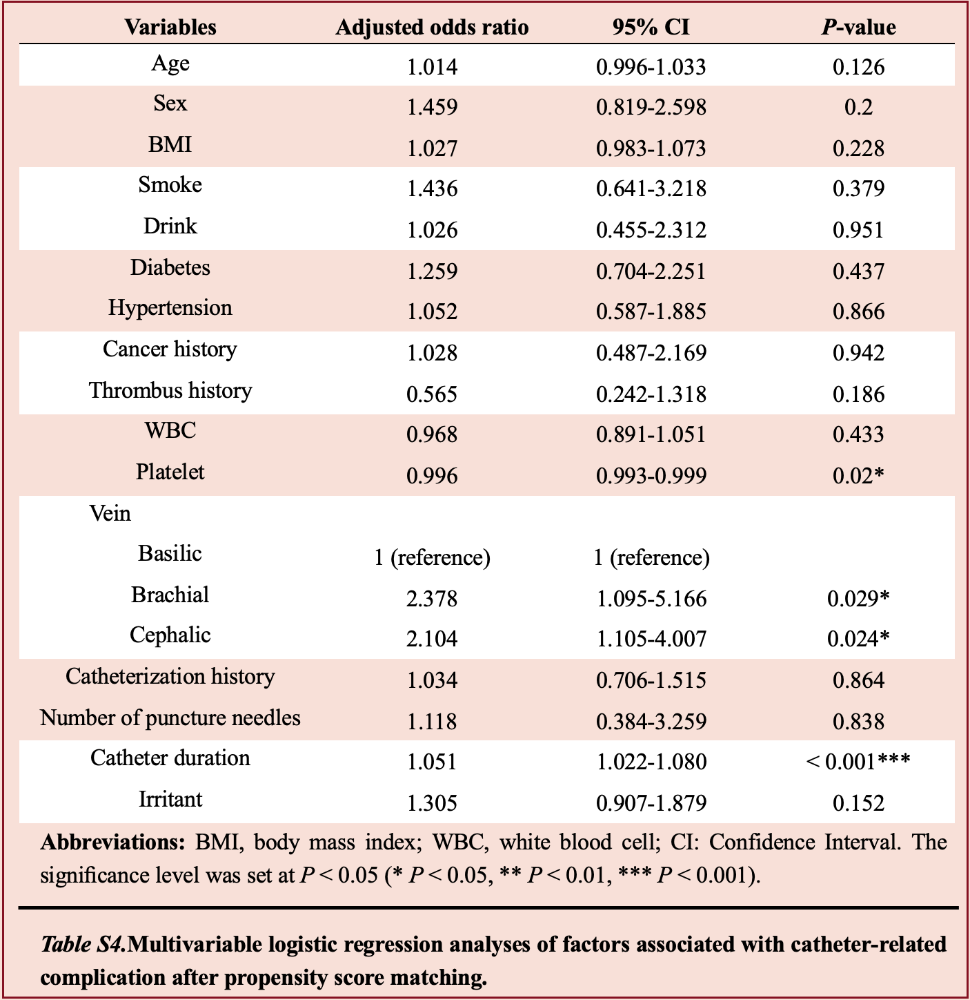 Variables Adjusted odds ratio 95% CI P-value
Age 1.014 0.996-1.033 0.126
Sex 1.459 0.819-2.598 0.2
BMI 1.027 0.983-1.073 0.228
Smoke 1.436 0.641-3.218 0.379
Drink 1.026 0.455-2.312 0.951
Diabetes 1.259 0.704-2.251 0.437
Hypertension 1.052 0.587-1.885 0.866
Cancer history 1.028 0.487-2.169 0.942
Thrombus history 0.565 0.242-1.318 0.186
WBC 0.968 0.891-1.051 0.433
Platelet 0.996 0.993-0.999 0.02*
Vein
Basilic 1 (reference) 1 (reference)
Brachial 2.378 1.095-5.166 0.029*
Cephalic 2.104 1.105-4.007 0.024*
Catheterization history 1.034 0.706-1.515 0.864
Number of puncture needles 1.118 0.384-3.259 0.838
Catheter duration 1.051 1.022-1.080 < 0.001***
Irritant 1.305 0.907-1.879 0.152
Abbreviations: BMI, body mass index; WBC, white blood cell; CI: Confidence Interval. The
significance level was set at P < 0.05 (* P < 0.05, ** P < 0.01, *** P < 0.001).
Table S4.Multivariable logistic regression analyses of factors associated with catheter-related
complication after propensity score matching.